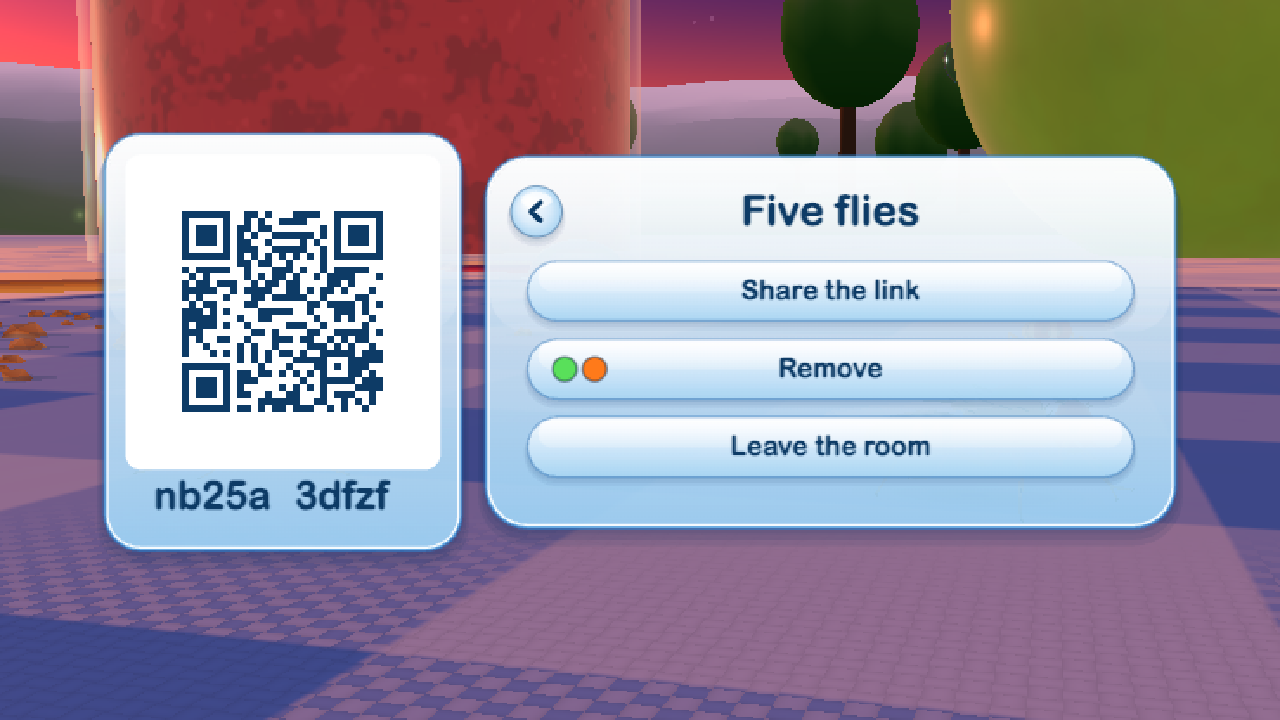 Five flies
Share the link
Remove
Leave the room
nb25a 3dfzf